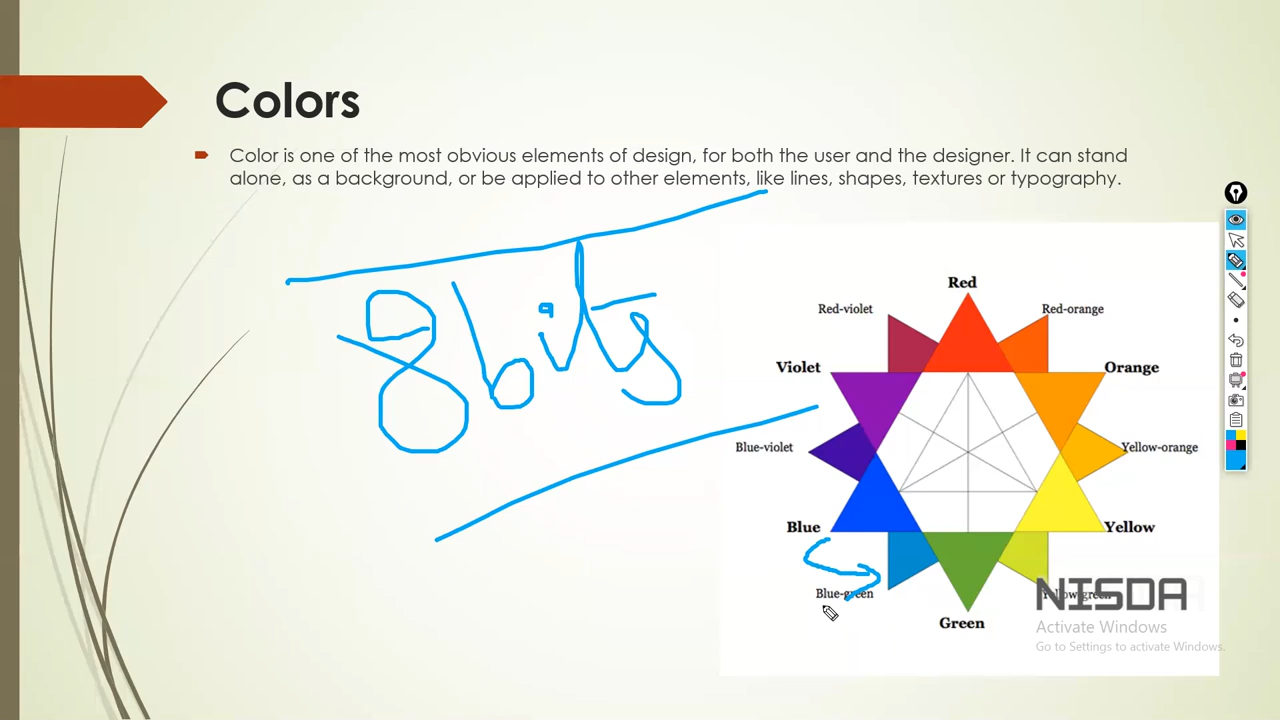 Colors
Color is one of the most obvious elements of design, for both the user and the designer. It can stand
alone, as a background, or be applied to other elements, like lines, shapes, textures or typography.
8 bits
Red
Red-violet
Red-orange
Violet
Orange
Blue-violet
Yellow-orange
Blue
Yellow
Blue-green
Yellow-green
NISDA
Green
Activate Windows
Go to Settings to activate Windows.